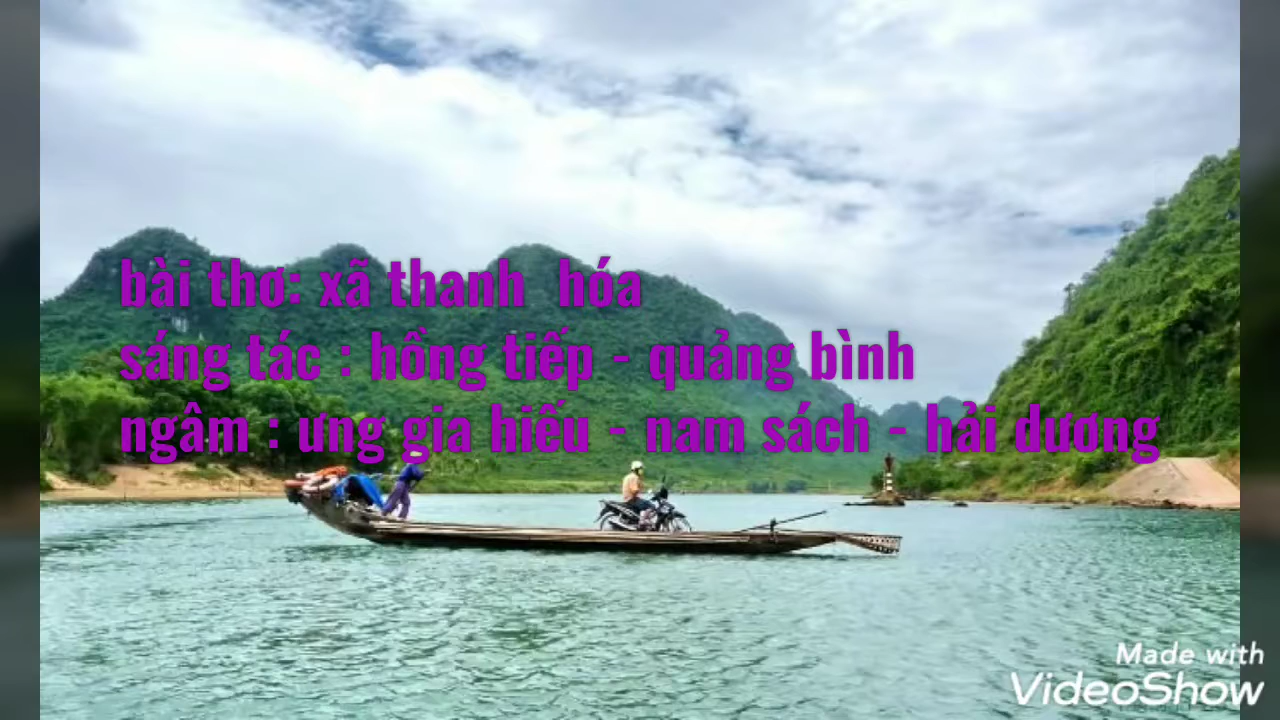 bài thơ: xã thanh hóa
sáng tác : hồng tiếp - quảng bình
ngâm : ưng gia hiếu - nam sách - hải dương
Made with
VideoShow